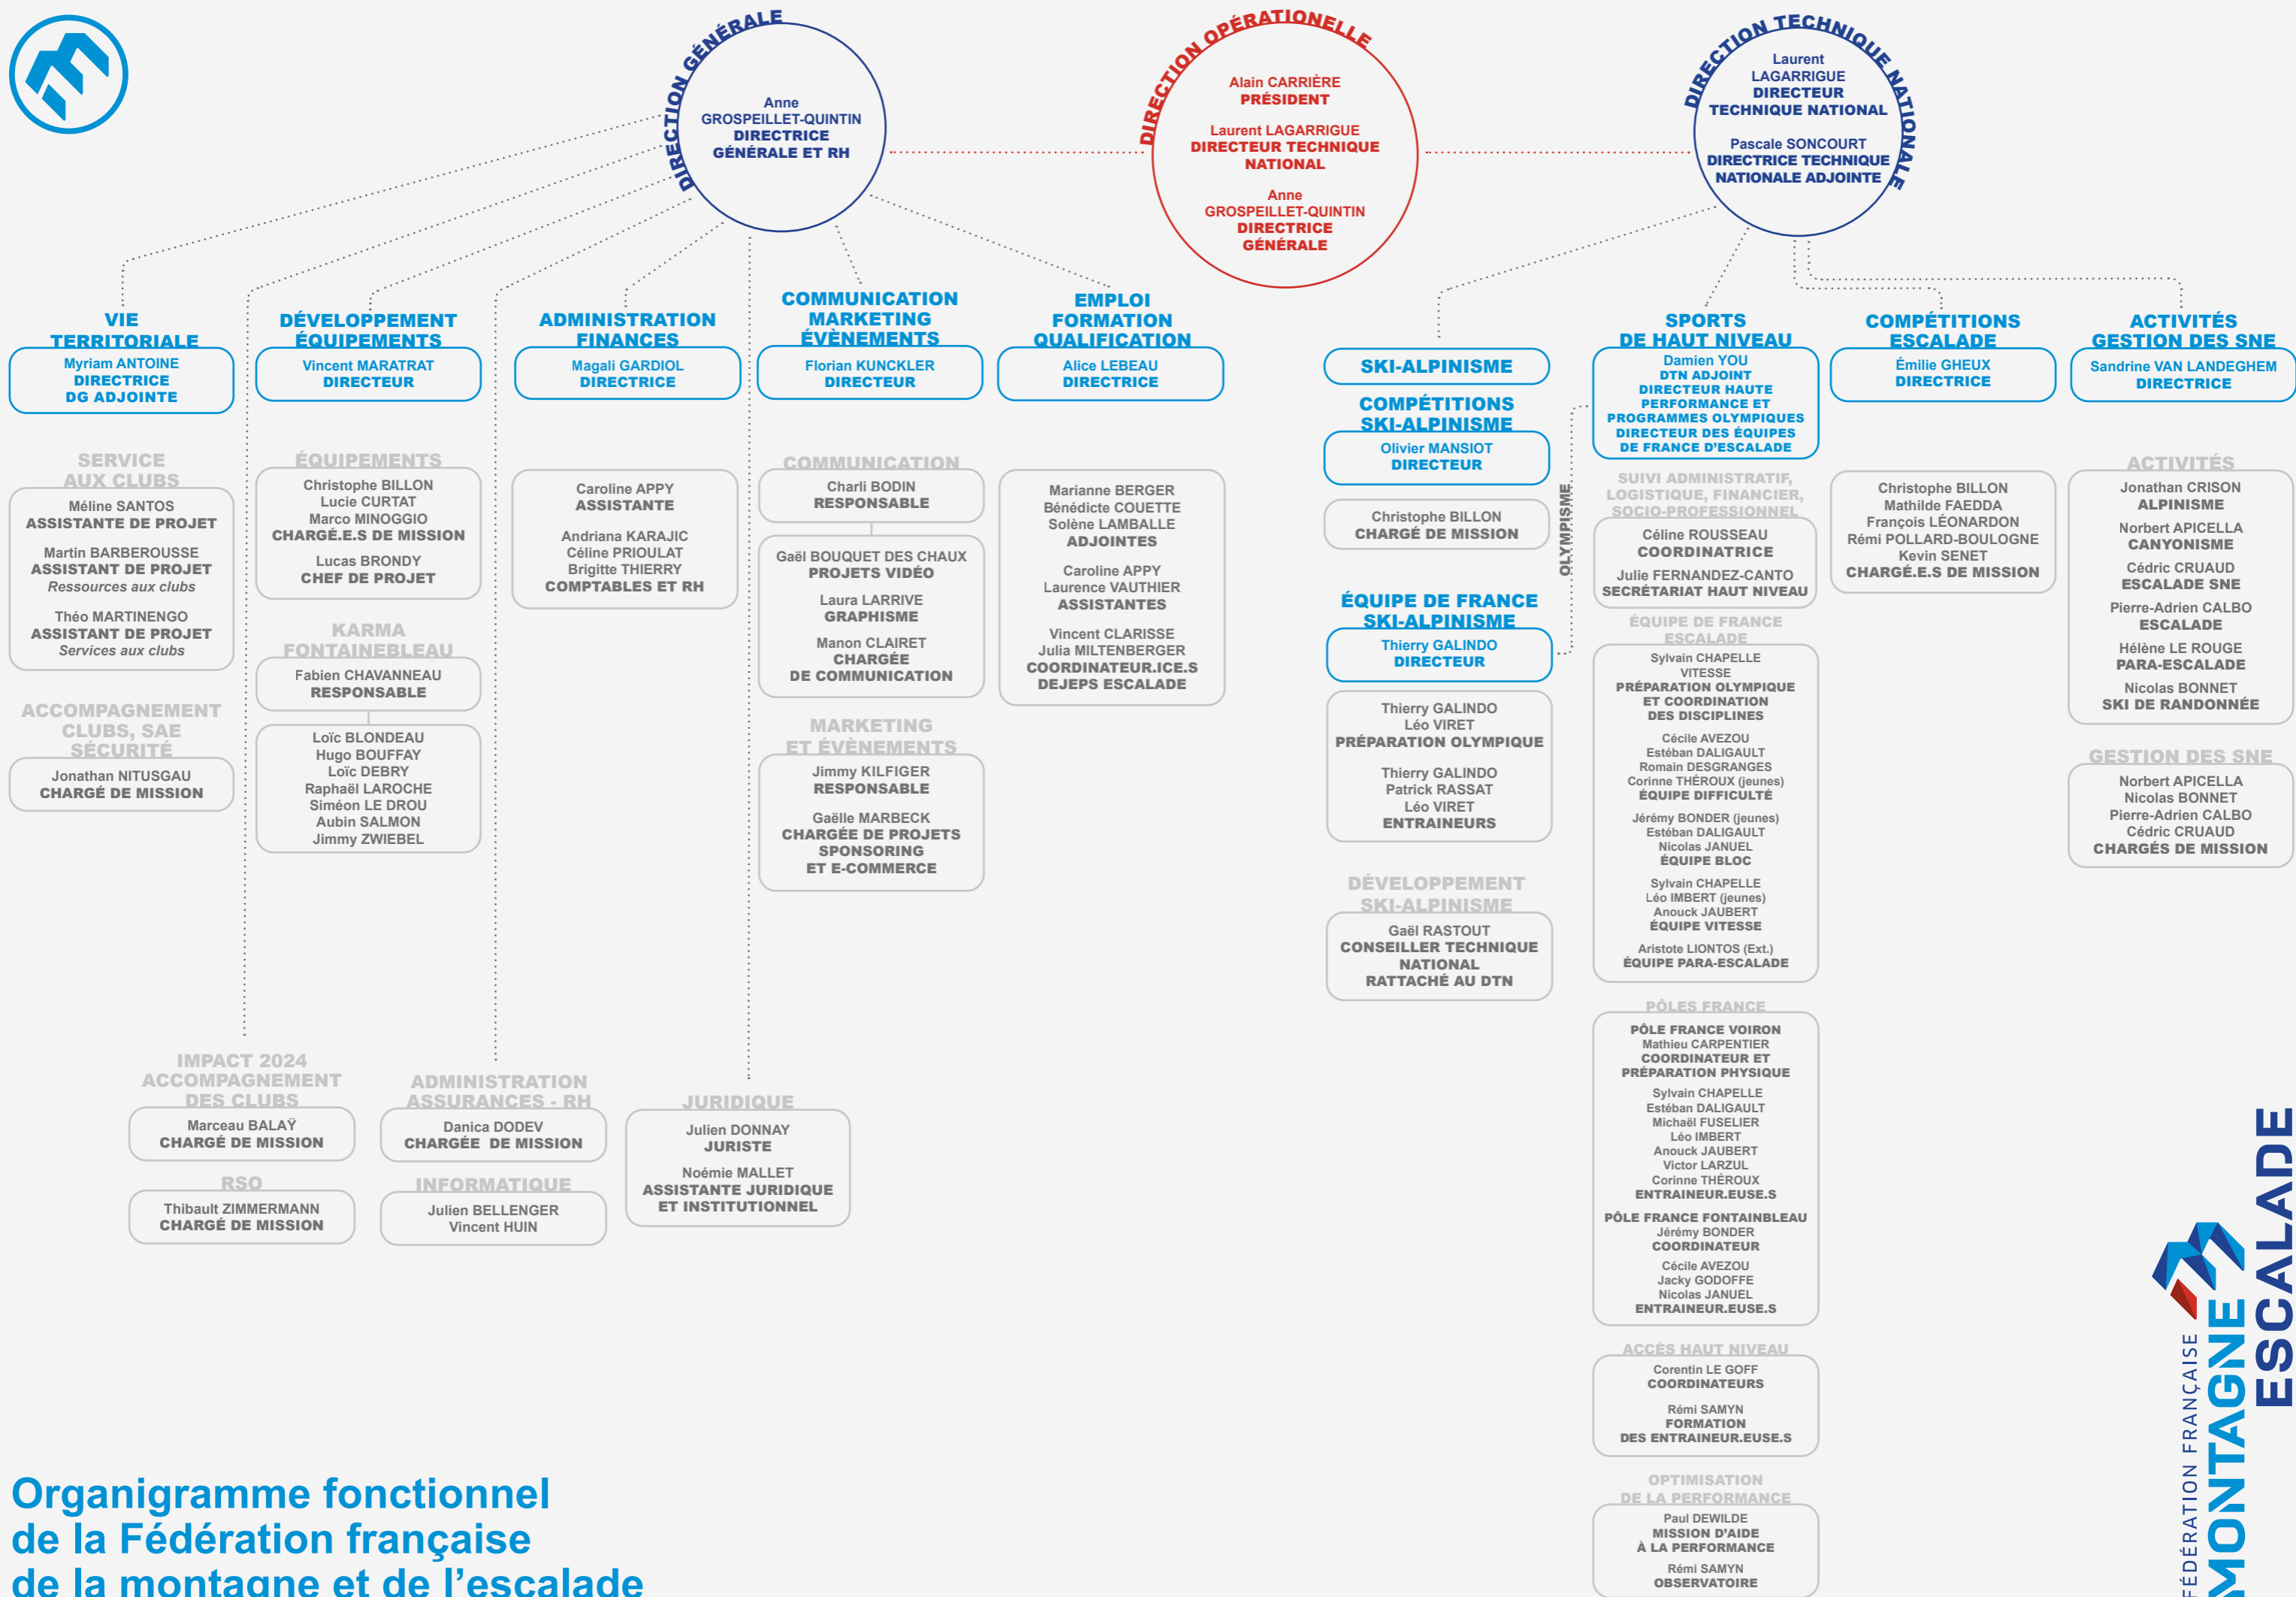 DIRECTION GÉNÉRALE
Anne
GROSPEILLET-QUINTIN
DIRECTRICE
GÉNÉRALE ET RH
DIRECTION OPÉRATIONELLE
Alain CARRIÈRE
PRÉSIDENT
Laurent LAGARRIGUE
DIRECTEUR TECHNIQUE
NATIONAL
Anne
GROSPEILLET-QUINTIN
DIRECTRICE
GÉNÉRALE
DIRECTION TECHNIQUE NATIONALE
Laurent
LAGARRIGUE
DIRECTEUR
TECHNIQUE NATIONAL
Pascale SONCOURT
DIRECTRICE TECHNIQUE
NATIONALE ADJOINTE
VIE
TERRITORIALE
Myriam ANTOINE
DIRECTRICE
DG ADJOINTE
SERVICE
AUX CLUBS
Méline SANTOS
ASSISTANTE DE PROJET
Martin BARBEROUSSE
ASSISTANT DE PROJET
Ressources aux clubs
Théo MARTINENGO
ASSISTANT DE PROJET
Services aux clubs
ACCOMPAGNEMENT
CLUBS, SAE
SÉCURITÉ
Jonathan NITUSGAU
CHARGÉ DE MISSION
DÉVELOPPEMENT
ÉQUIPEMENTS
Vincent MARATRAT
DIRECTEUR
ÉQUIPEMENTS
Christophe BILLON
Lucie CURTAT
Marco MINOGGIO
CHARGÉ.E.S DE MISSION
Lucas BRONDY
CHEF DE PROJET
KARMA
FONTAINEBLEAU
Fabien CHAVANNEAU
RESPONSABLE
Loïc BLONDEAU
Hugo BOUFFAY
Loïc DEBRY
Raphaël LAROCHE
Siméon LE DROU
Aubin SALMON
Jimmy ZWIEBEL
ADMINISTRATION
FINANCES
Magali GARDIOL
DIRECTRICE
Caroline APPY
ASSISTANTE
Andriana KARAJIC
Céline PRIOULAT
Brigitte THIERRY
COMPTABLES ET RH
COMMUNICATION
MARKETING
ÉVÈNEMENTS
Florian KUNCKLER
DIRECTEUR
COMMUNICATION
Charli BODIN
RESPONSABLE
Gaël BOUQUET DES CHAUX
PROJETS VIDÉO
Laura LARRIVE
GRAPHISME
Manon CLAIRET
CHARGÉE
DE COMMUNICATION
MARKETING
ET ÉVÈNEMENTS
Jimmy KILFIGER
RESPONSABLE
Gaëlle MARBECK
CHARGÉE DE PROJETS
SPONSORING
ET E-COMMERCE
EMPLOI
FORMATION
QUALIFICATION
Alice LEBEAU
DIRECTRICE
Marianne BERGER
Bénédicte COUETTE
Solène LAMBALLE
ADJOINTES
Caroline APPY
Laurence VAUTHIER
ASSISTANTES
Vincent CLARISSE
Julia MILTENBERGER
COORDINATEUR.ICE.S
DEJEPS ESCALADE
IMPACT 2024
ACCOMPAGNEMENT
DES CLUBS
Marceau BALAŸ
CHARGÉ DE MISSION
RSO
Thibault ZIMMERMANN
CHARGÉ DE MISSION
ADMINISTRATION
ASSURANCES - RH
Danica DODEV
CHARGÉE DE MISSION
INFORMATIQUE
Julien BELLENGER
Vincent HUIN
JURIDIQUE
Julien DONNAY
JURISTE
Noémie MALLET
ASSISTANTE JURIDIQUE
ET INSTITUTIONNEL
SKI-ALPINISME
COMPÉTITIONS
SKI-ALPINISME
Olivier MANSIOT
DIRECTEUR
Christophe BILLON
CHARGÉ DE MISSION
ÉQUIPE DE FRANCE
SKI-ALPINISME
Thierry GALINDO
DIRECTEUR
Thierry GALINDO
Léo VIRET
PRÉPARATION OLYMPIQUE
Thierry GALINDO
Patrick RASSAT
Léo VIRET
ENTRAINEURS
DÉVELOPPEMENT
SKI-ALPINISME
Gaël RASTOUT
CONSEILLER TECHNIQUE
NATIONAL
RATTACHÉ AU DTN
OLYMPISME
SPORTS
DE HAUT NIVEAU
Damien YOU
DTN ADJOINT
DIRECTEUR HAUTE
PERFORMANCE ET
PROGRAMMES OLYMPIQUES
DIRECTEUR DES ÉQUIPES
DE FRANCE D'ESCALADE
SUIVI ADMINISTRATIF,
LOGISTIQUE, FINANCIER,
SOCIO-PROFESSIONNEL
Céline ROUSSEAU
COORDINATRICE
Julie FERNANDEZ-CANTO
SECRÉTARIAT HAUT NIVEAU
ÉQUIPE DE FRANCE
ESCALADE
Sylvain CHAPELLE
VITESSE
PRÉPARATION OLYMPIQUE
ET COORDINATION
DES DISCIPLINES
Cécile AVEZOU
Estéban DALIGAULT
Romain DESGRANGES
Corinne THÉROUX (jeunes)
ÉQUIPE DIFFICULTÉ
Jérémy BONDER (jeunes)
Estéban DALIGAULT
Nicolas JANUEL
ÉQUIPE BLOC
Sylvain CHAPELLE
Léo IMBERT (jeunes)
Anouck JAUBERT
ÉQUIPE VITESSE
Aristote LIONTOS (Ext.)
ÉQUIPE PARA-ESCALADE
PÔLES FRANCE
PÔLE FRANCE VOIRON
Mathieu CARPENTIER
COORDINATEUR ET
PRÉPARATION PHYSIQUE
Sylvain CHAPELLE
Estéban DALIGAULT
Michaël FUSELIER
Léo IMBERT
Anouck JAUBERT
Victor LARZUL
Corinne THÉROUX
ENTRAINEUR.EUSE.S
PÔLE FRANCE FONTAINBLEAU
Jérémy BONDER
COORDINATEUR
Cécile AVEZOU
Jacky GODOFFE
Nicolas JANUEL
ENTRAINEUR.EUSE.S
ACCÈS HAUT NIVEAU
Corentin LE GOFF
COORDINATEURS
Rémi SAMYN
FORMATION
DES ENTRAINEUR.EUSE.S
OPTIMISATION
DE LA PERFORMANCE
Paul DEWILDE
MISSION D'AIDE
À LA PERFORMANCE
Rémi SAMYN
OBSERVATOIRE
COMPÉTITIONS
ESCALADE
Émilie GHEUX
DIRECTRICE
Christophe BILLON
Mathilde FAEDDA
François LÉONARDON
Rémi POLLARD-BOULOGNE
Kevin SENET
CHARGÉ.E.S DE MISSION
ACTIVITÉS
GESTION DES SNE
Sandrine VAN LANDEGHEM
DIRECTRICE
ACTIVITÉS
Jonathan CRISON
ALPINISME
Norbert APICELLA
CANYONISME
Cédric CRUAUD
ESCALADE SNE
Pierre-Adrien CALBO
ESCALADE
Hélène LE ROUGE
PARA-ESCALADE
Nicolas BONNET
SKI DE RANDONNÉE
GESTION DES SNE
Norbert APICELLA
Nicolas BONNET
Pierre-Adrien CALBO
Cédric CRUAUD
CHARGÉS DE MISSION
Organigramme fonctionnel
de la Fédération française
de la montagne et de l'escalade
FÉDÉRATION FRANÇAISE
MONTAGNE
ESCALADE